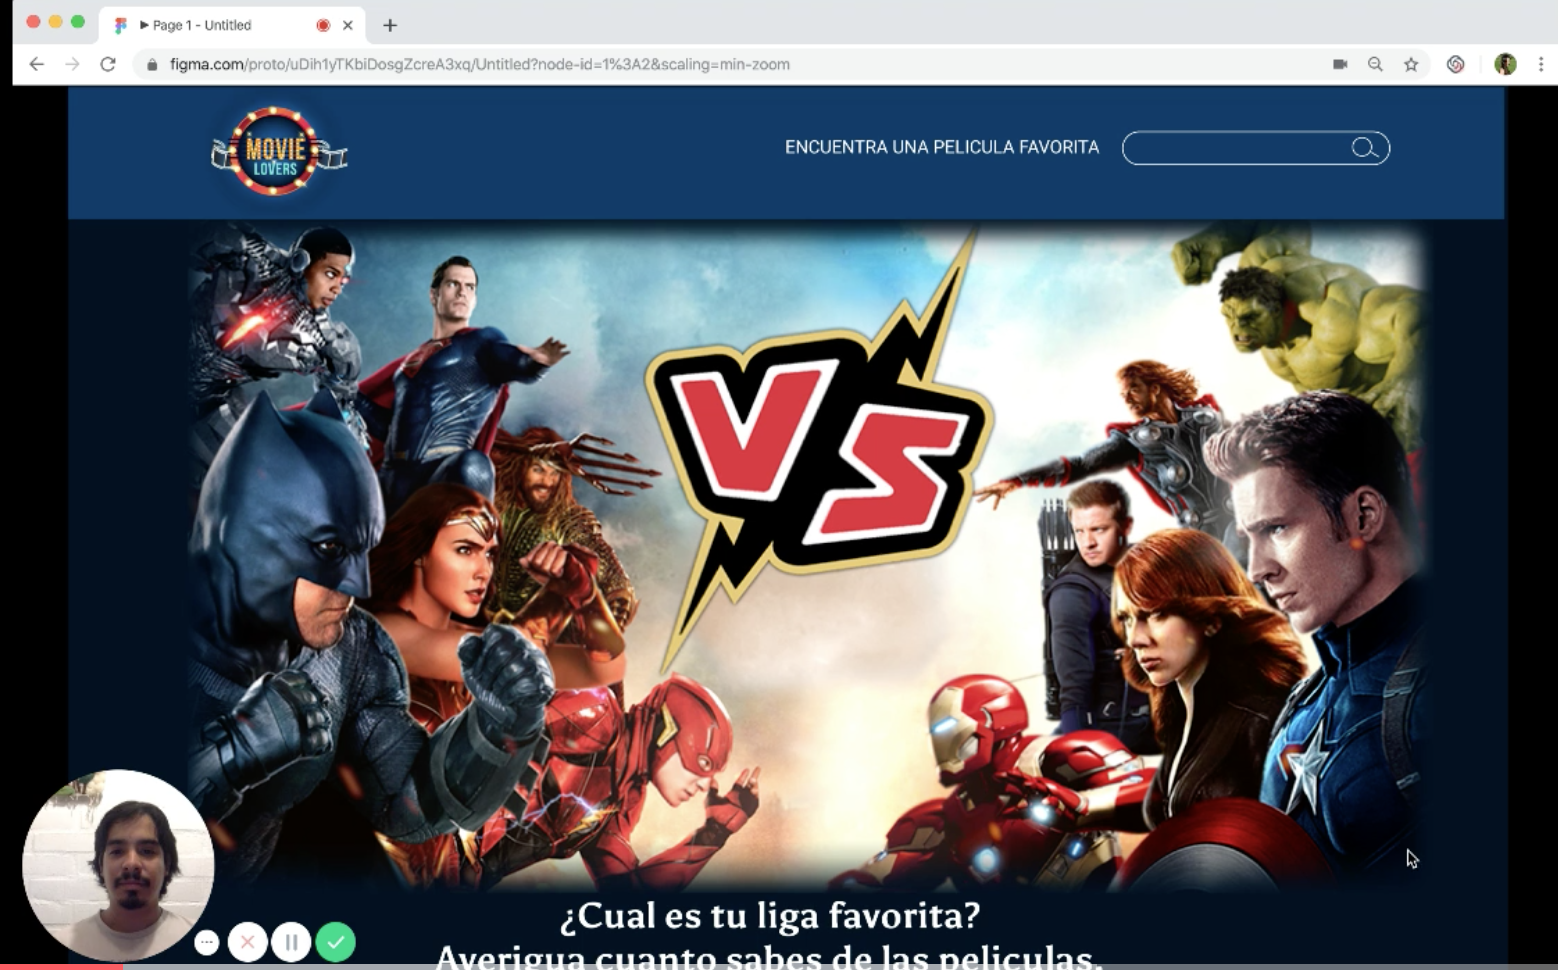 Page 1 - Untitled
figma.com/proto/uDih1yTKbiDosgZcreA3xq/Untitled?node-id=1%3A2&scaling=min-zoom
MOVIE
LOVERS
ENCUENTRA UNA PELICULA FAVORITA
VS
¿Cual es tu liga favorita?
Averigua cuanto sabes de las peliculas.